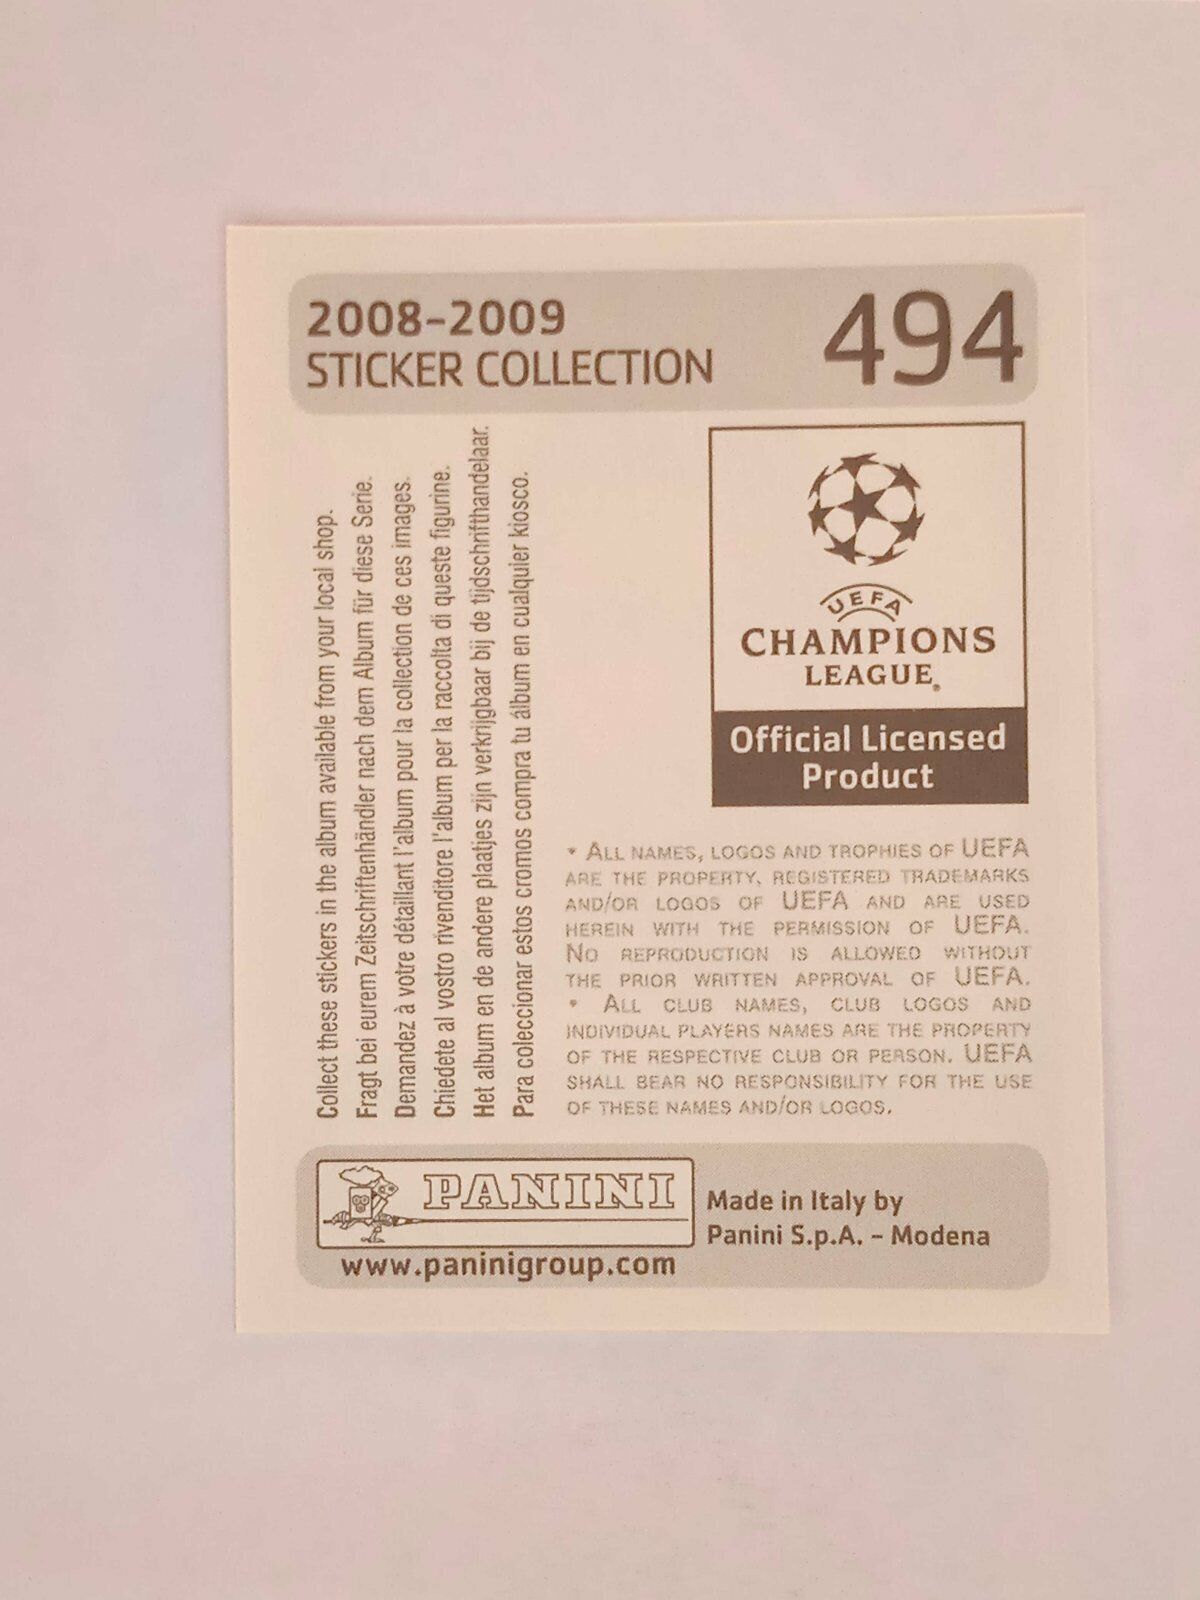 2008-2009
STICKER COLLECTION
494
Collect these stickers in the album available from your local shop.
Fragt bei eurem Zeitschriftenhändler nach dem Album für diese Serie.
Demandez à votre détaillant l'album pour la collection de ces images.
Chiedete al vostro rivenditore l'album per la raccolta di queste figurine.
Het album en de andere plaatjes zijn verkrijgbaar bij de tijdschrifthandelaar.
Para coleccionar estos cromos compra tu álbum en cualquier kiosco.
UEFA
CHAMPIONS
LEAGUE®
Official Licensed
Product
* ALL NAMES, LOGOS AND TROPHIES OF UEFA
ARE THE PROPERTY, REGISTERED TRADEMARKS
AND/OR LOGOS OF UEFA AND ARE USED
HEREIN WITH THE PERMISSION OF UEFA.
NO REPRODUCTION IS ALLOWED WITHOUT
THE PRIOR WRITTEN APPROVAL OF UEFA.
* ALL CLUB NAMES, CLUB LOGOS AND
INDIVIDUAL PLAYERS NAMES ARE THE PROPERTY
OF THE RESPECTIVE CLUB OR PERSON. UEFA
SHALL BEAR NO RESPONSIBILITY FOR THE USE
OF THESE NAMES AND/OR LOGOS.
PANINI
www.paninigroup.com
Made in Italy by
Panini S.p.A. - Modena